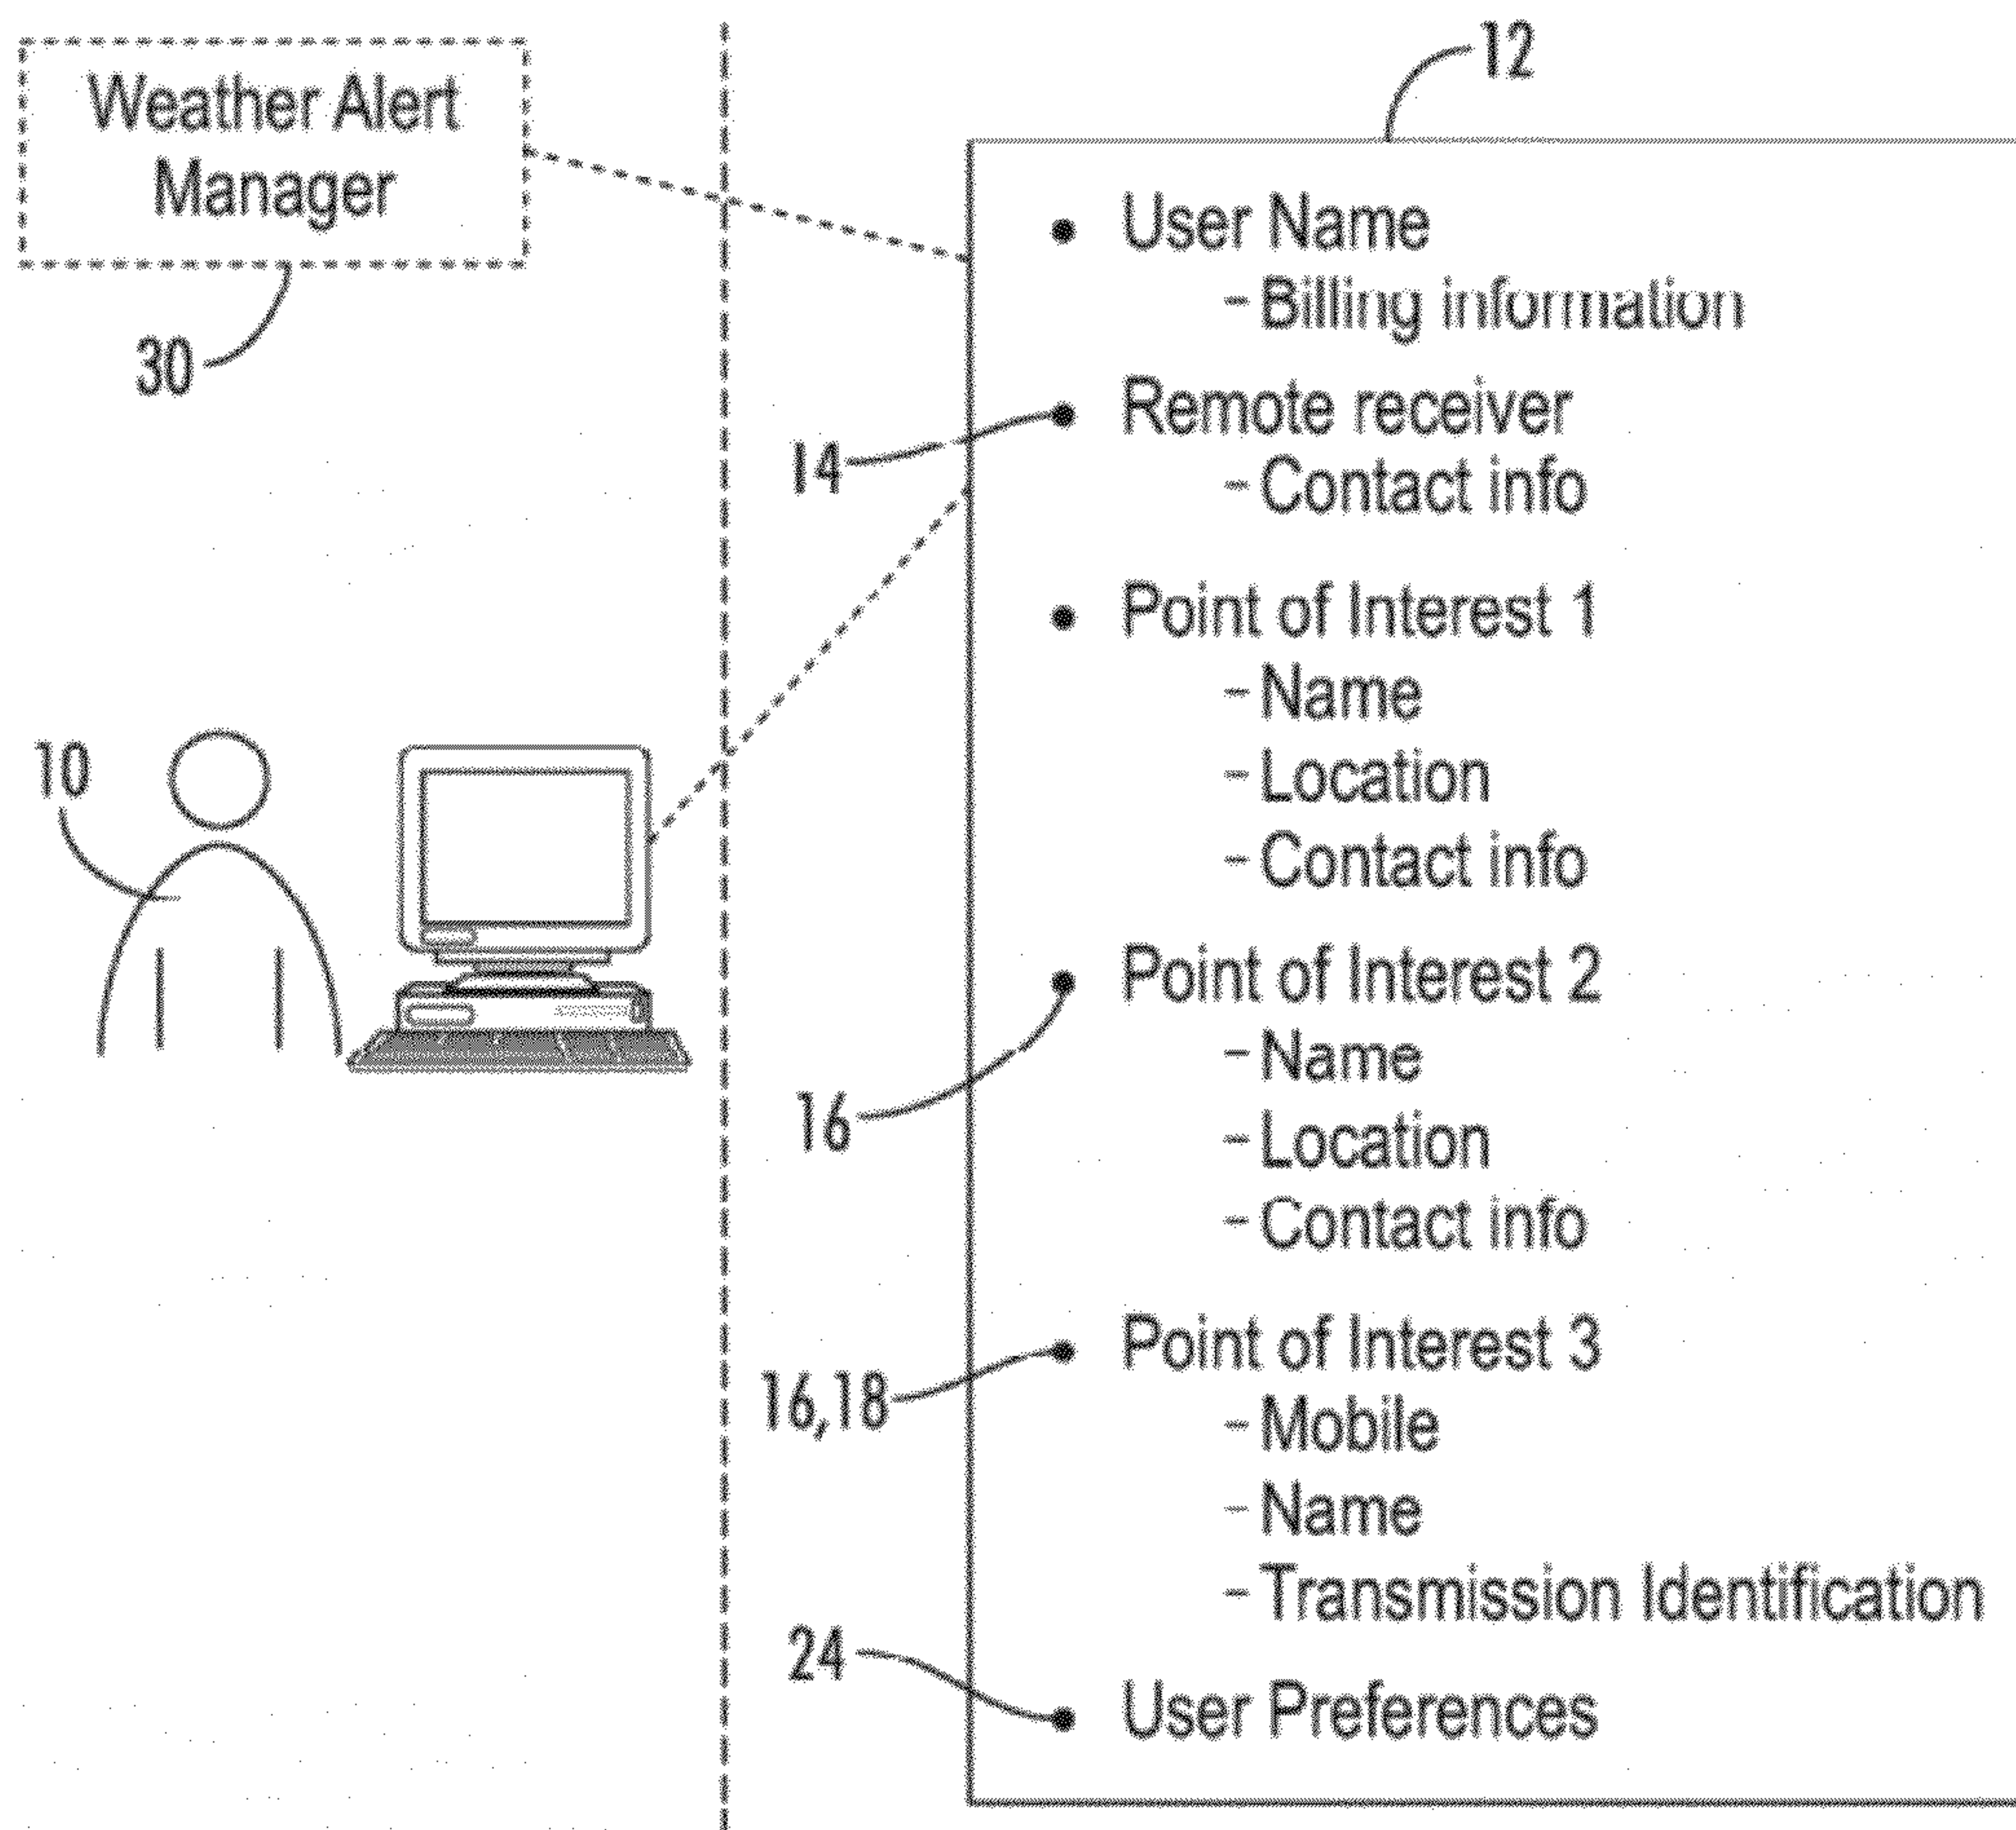 Weather Alert
Manager
30
10
12
• User Name
- Billing information
14
• Remote receiver
- Contact info
• Point of Interest 1
- Name
- Location
- Contact info
16
• Point of Interest 2
- Name
- Location
- Contact info
16,18
• Point of Interest 3
- Mobile
- Name
- Transmission Identification
24
• User Preferences